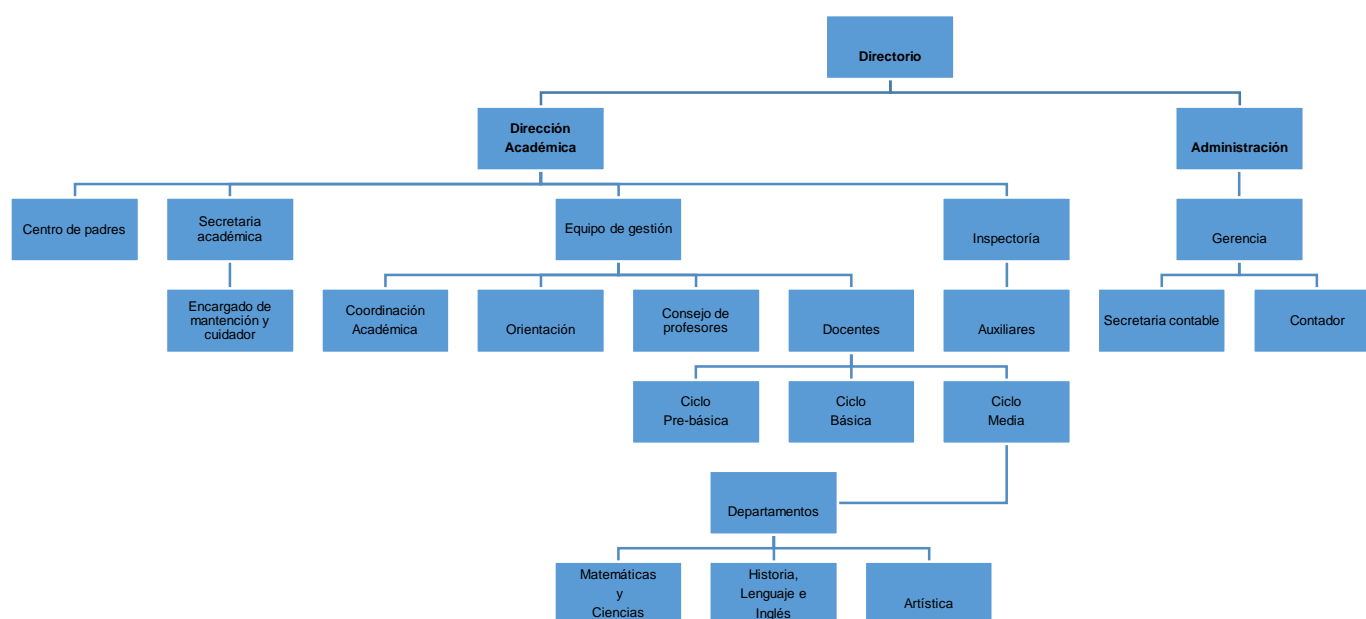 Directorio
Dirección
Académica
Administración
Centro de padres
Secretaria
académica
Equipo de gestión
Inspectoría
Gerencia
Encargado de
mantención y
cuidador
Coordinación
Académica
Orientación
Consejo de
profesores
Docentes
Auxiliares
Secretaria contable
Contador
Ciclo
Pre-básica
Ciclo
Básica
Ciclo
Media
Departamentos
Matemáticas
y
Ciencias
Historia,
Lenguaje e
Inglés
Artística